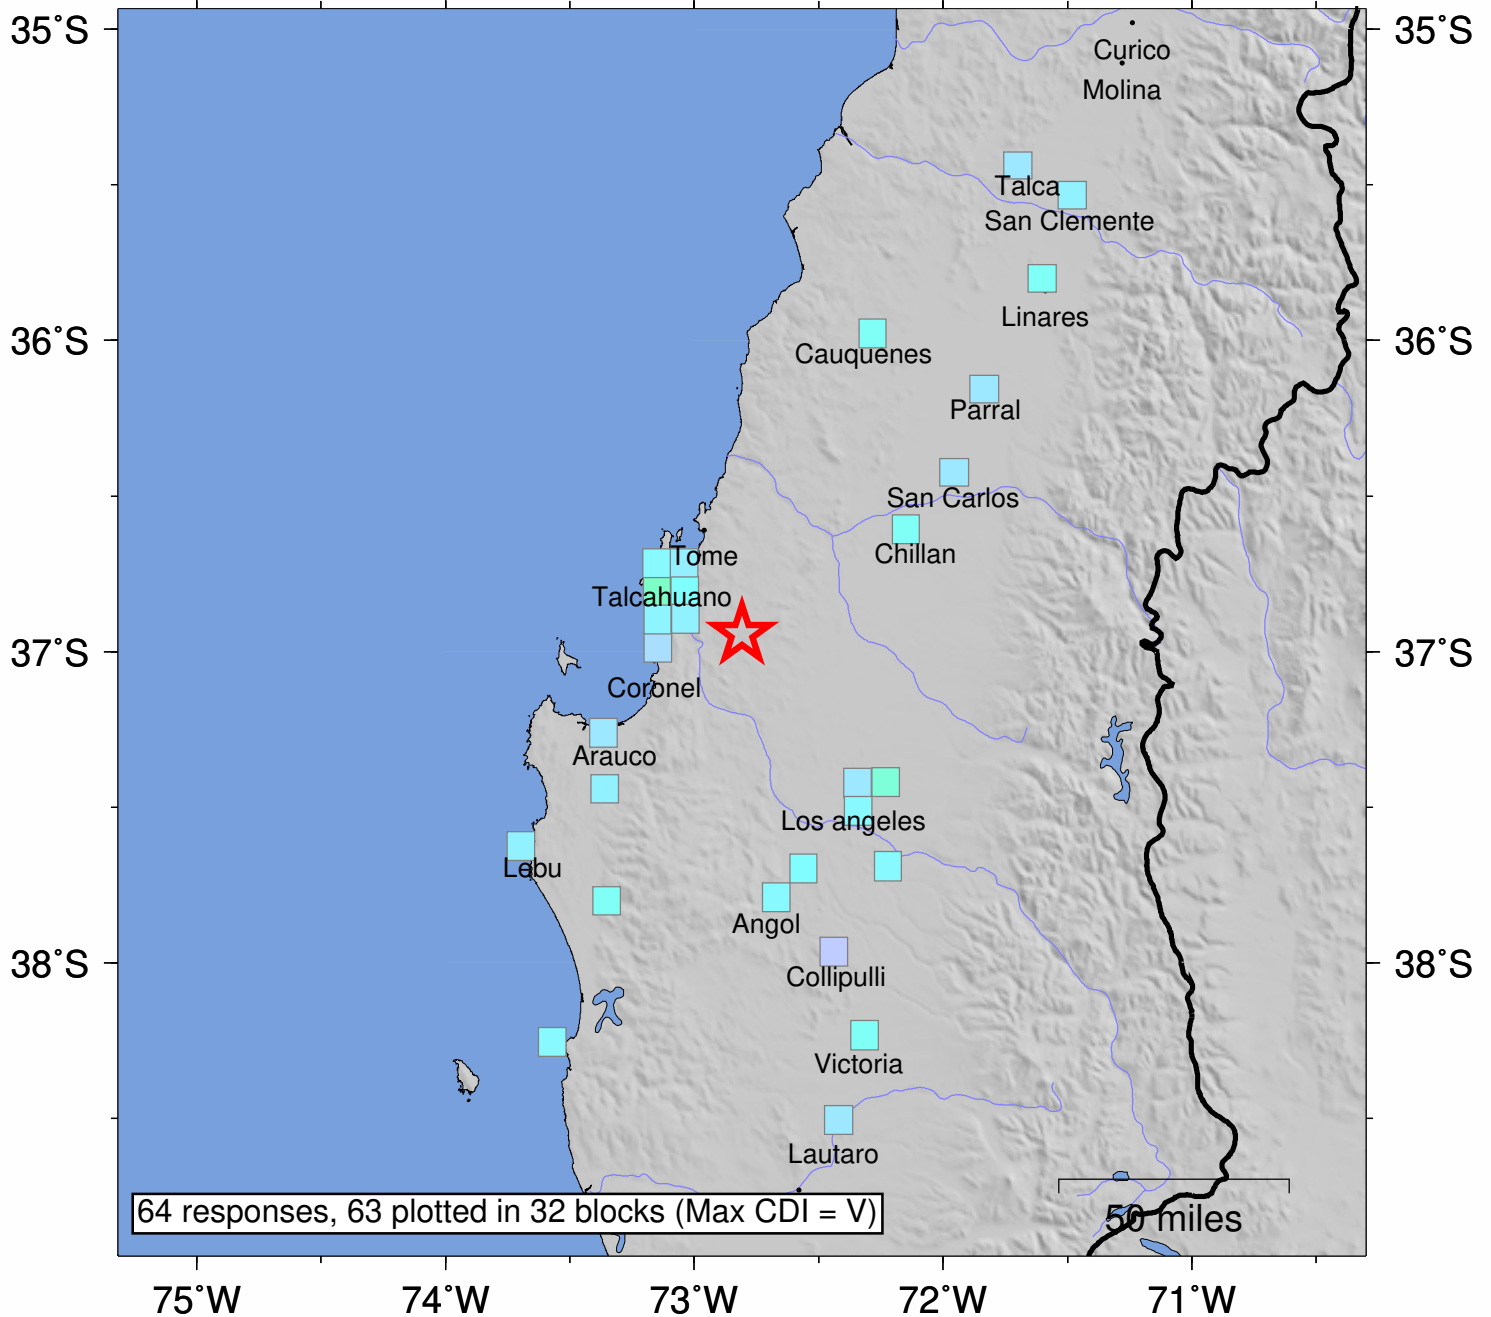 35°S
35°S
Curico
Molina
Talca
San Clemente
Linares
36°S
36°S
Cauquenes
Parral
San Carlos
Chillan
Tome
Talcahuano
37°S
37°S
Coronel
Arauco
Los angeles
Lebu
Angol
38°S
38°S
Collipulli
Victoria
Lautaro
64 responses, 63 plotted in 32 blocks (Max CDI = V)
50 miles
75°W
74°W
73°W
72°W
71°W